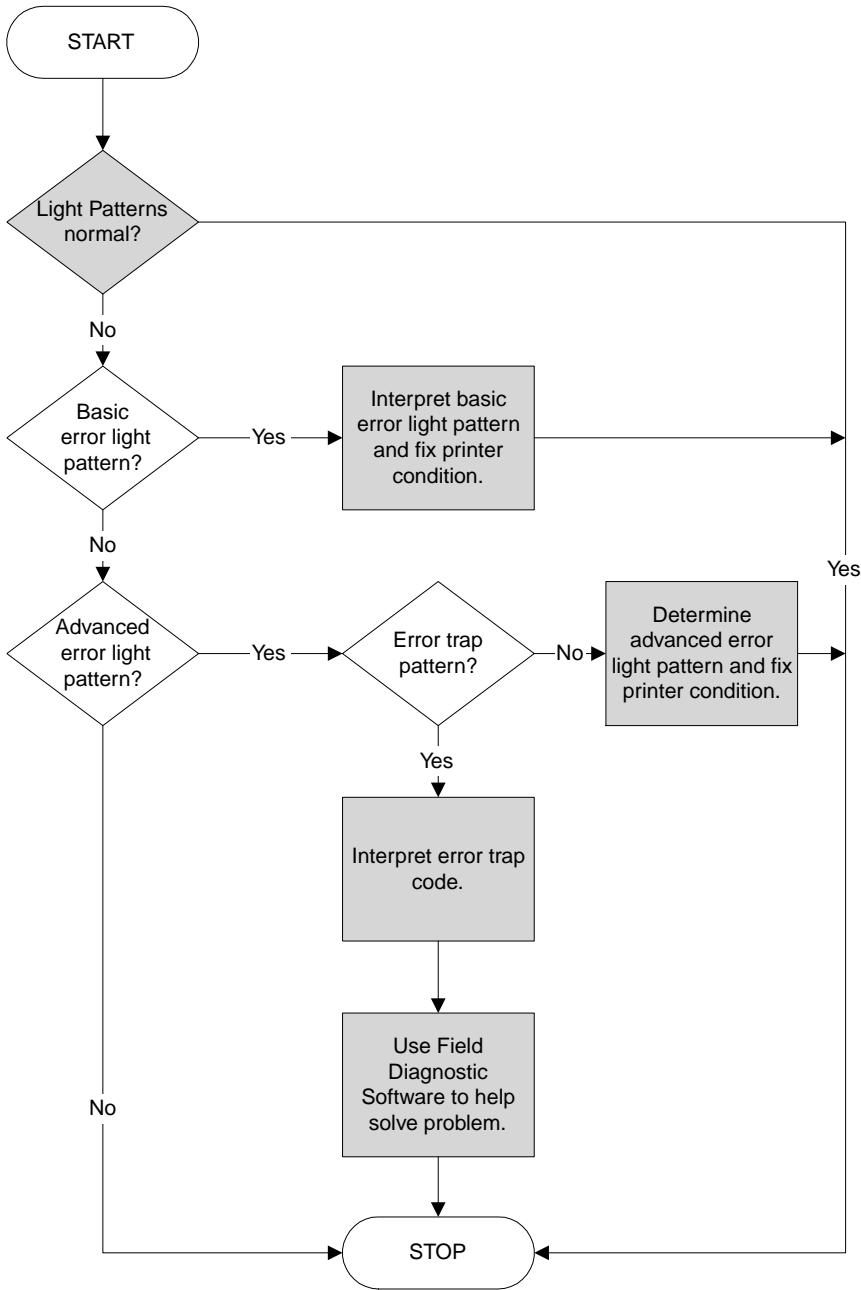 START
Light Patterns
normal?
No
Basic
error light
pattern?
Yes
Interpret basic
error light pattern
and fix printer
condition.
No
Yes
Advanced
error light
pattern?
Yes
Error trap
pattern?
No
Determine
advanced error
light pattern and fix
printer condition.
Yes
Interpret error trap
code.
Use Field
Diagnostic
Software to help
solve problem.
No
STOP